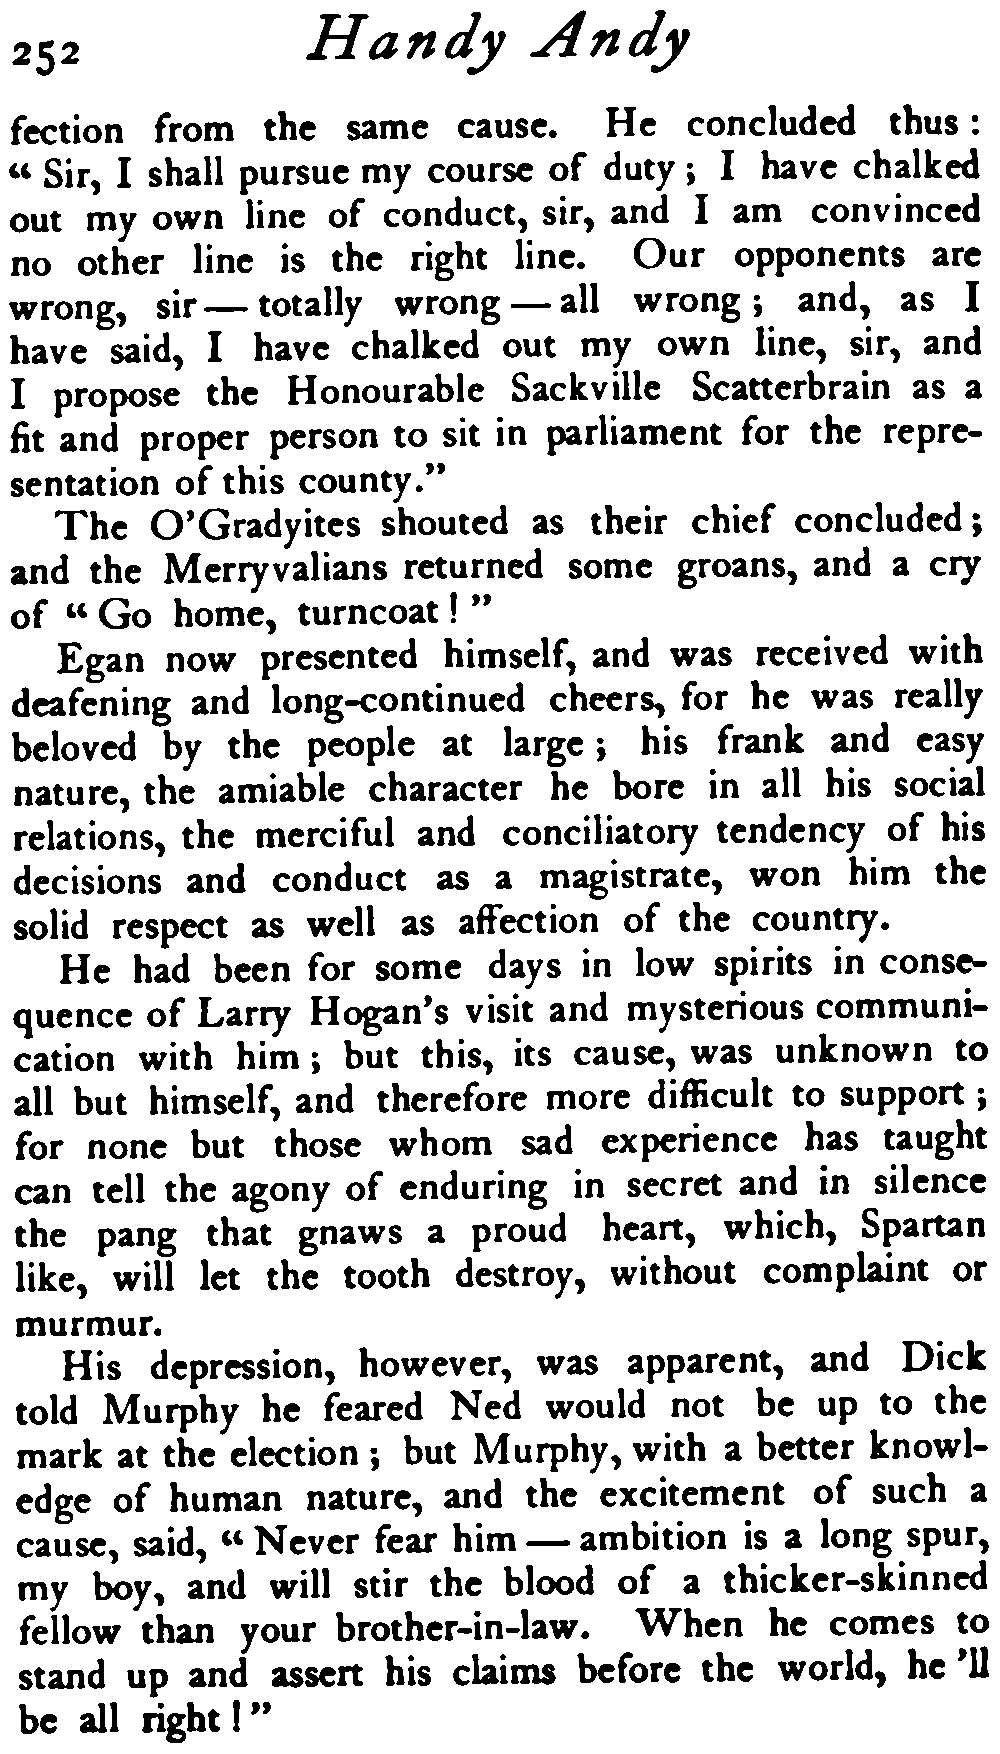 252 Handy Andy
fection from the same cause. He concluded thus :
“ Sir, I shall pursue my course of duty ; I have chalked
out my own line of conduct, sir, and I am convinced
no other line is the right line. Our opponents are
wrong, sir — totally wrong — all wrong ; and, as I
have said, I have chalked out my own line, sir, and
I propose the Honourable Sackville Scatterbrain as a
fit and proper person to sit in parliament for the repre-
sentation of this county.”
The O’Gradyites shouted as their chief concluded ;
and the Merryvalians returned some groans, and a cry
of “ Go home, turncoat ! ”
Egan now presented himself, and was received with
deafening and long-continued cheers, for he was really
beloved by the people at large ; his frank and easy
nature, the amiable character he bore in all his social
relations, the merciful and conciliatory tendency of his
decisions and conduct as a magistrate, won him the
solid respect as well as affection of the country.
He had been for some days in low spirits in conse-
quence of Larry Hogan’s visit and mysterious communi-
cation with him ; but this, its cause, was unknown to
all but himself, and therefore more difficult to support ;
for none but those whom sad experience has taught
can tell the agony of enduring in secret and in silence
the pang that gnaws a proud heart, which, Spartan
like, will let the tooth destroy, without complaint or
murmur.
His depression, however, was apparent, and Dick
told Murphy he feared Ned would not be up to the
mark at the election ; but Murphy, with a better knowl-
edge of human nature, and the excitement of such a
cause, said, “ Never fear him — ambition is a long spur,
my boy, and will stir the blood of a thicker-skinned
fellow than your brother-in-law. When he comes to
stand up and assert his claims before the world, he ’ll
be all right ! ”